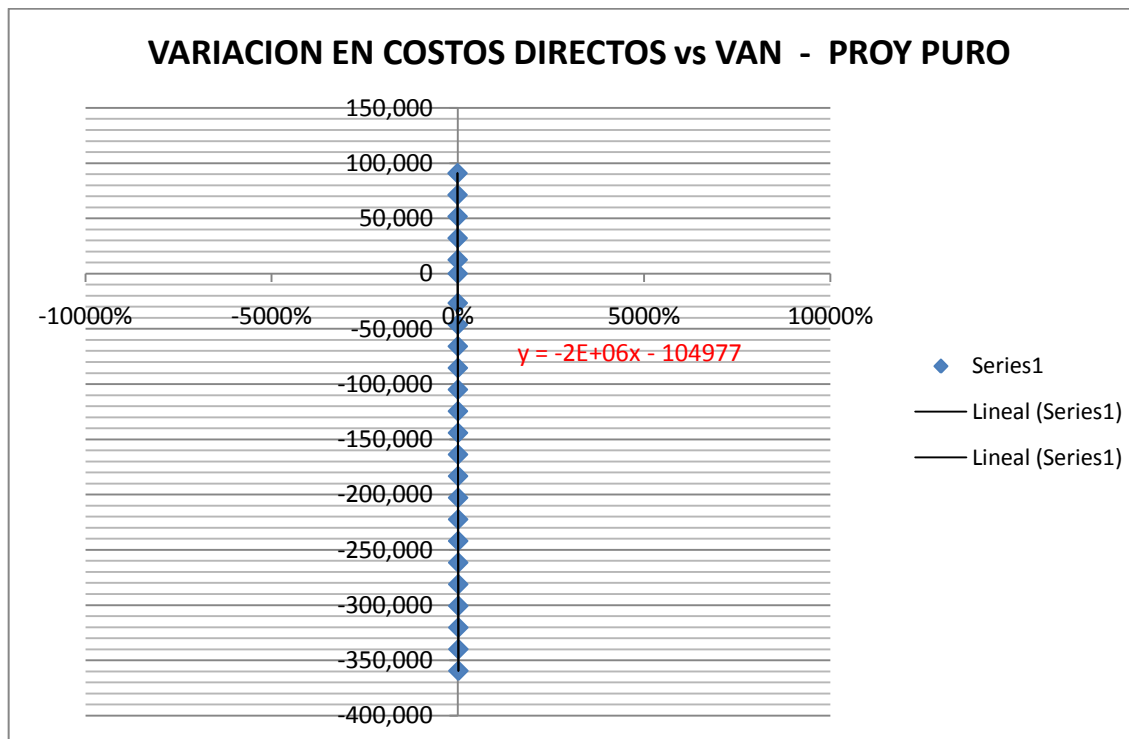 VARIACION EN COSTOS DIRECTOS vs VAN - PROY PURO
150,000
100,000
50,000
0
-10000% -5000% 0% 5000% 10000%
-50,000
y = -2E+06x - 104977
-100,000
-150,000
-200,000
-250,000
-300,000
-350,000
-400,000
Series1
Lineal (Series1)
Lineal (Series1)